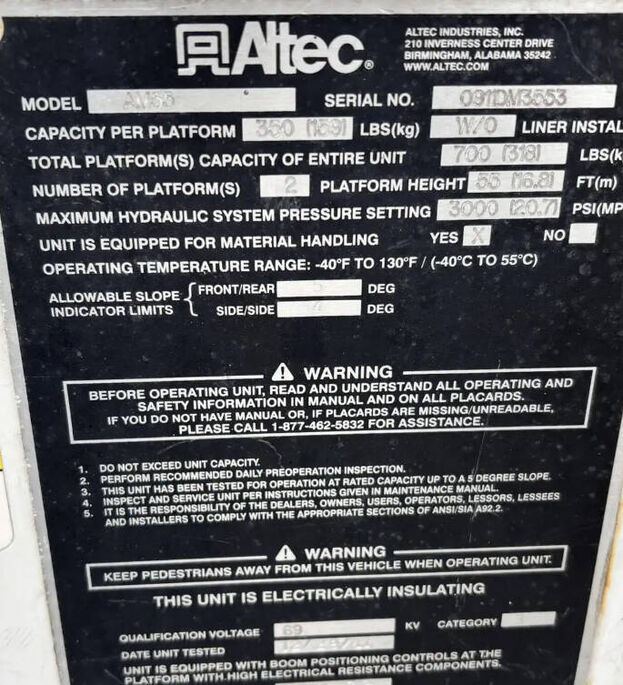 Altec®
ALTEC INDUSTRIES, INC.
210 INVERNESS CENTER DRIVE
BIRMINGHAM, ALABAMA 35242
WWW.ALTEC.COM
MODEL AM55 SERIAL NO. 0911DM3553
CAPACITY PER PLATFORM 350 (159) LBS(kg) W/O LINER INSTAL
TOTAL PLATFORM(S) CAPACITY OF ENTIRE UNIT 700 (318) LBS(k
NUMBER OF PLATFORM(S) 2 PLATFORM HEIGHT 55 (16.8) FT(m)
MAXIMUM HYDRAULIC SYSTEM PRESSURE SETTING 3000 (20.7) PSI(MP
UNIT IS EQUIPPED FOR MATERIAL HANDLING YES X NO
OPERATING TEMPERATURE RANGE: -40°F TO 130°F / (-40°C TO 55°C)
ALLOWABLE SLOPE INDICATOR LIMITS { FRONT/REAR 5 DEG
SIDE/SIDE DEG
⚠ WARNING
BEFORE OPERATING UNIT, READ AND UNDERSTAND ALL OPERATING AND
SAFETY INFORMATION IN MANUAL AND ON ALL PLACARDS.
IF YOU DO NOT HAVE MANUAL OR, IF PLACARDS ARE MISSING/UNREADABLE,
PLEASE CALL 1-877-462-5832 FOR ASSISTANCE.
1. DO NOT EXCEED UNIT CAPACITY.
2. PERFORM RECOMMENDED DAILY PREOPERATION INSPECTION.
3. THIS UNIT HAS BEEN TESTED FOR OPERATION AT RATED CAPACITY UP TO A 5 DEGREE SLOPE.
4. INSPECT AND SERVICE UNIT PER INSTRUCTIONS GIVEN IN MAINTENANCE MANUAL.
5. IT IS THE RESPONSIBILITY OF THE DEALERS, OWNERS, USERS, OPERATORS, LESSORS, LESSEES
AND INSTALLERS TO COMPLY WITH THE APPROPRIATE SECTIONS OF ANSI/SIA A92.2.
⚠ WARNING
KEEP PEDESTRIANS AWAY FROM THIS VEHICLE WHEN OPERATING UNIT.
THIS UNIT IS ELECTRICALLY INSULATING
QUALIFICATION VOLTAGE 69 KV CATEGORY
DATE UNIT TESTED
UNIT IS EQUIPPED WITH BOOM POSITIONING CONTROLS AT THE
PLATFORM WITH HIGH ELECTRICAL RESISTANCE COMPONENTS.